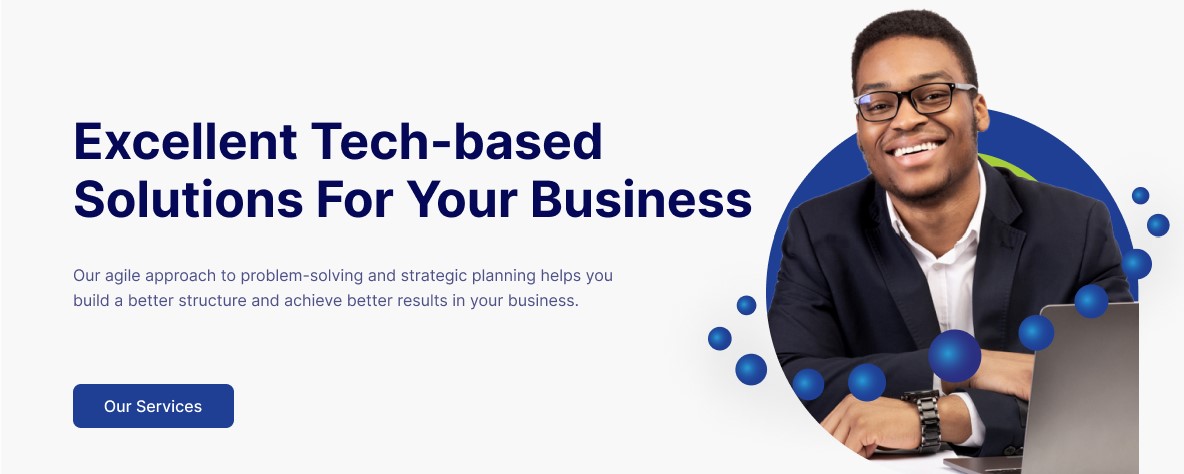 Excellent Tech-based
Solutions For Your Business
Our agile approach to problem-solving and strategic planning helps you
build a better structure and achieve better results in your business.
Our Services